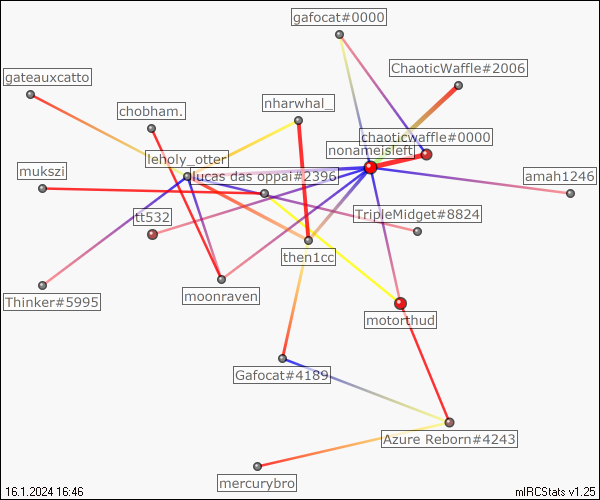 gafocat#0000
ChaoticWaffle#2006
gateauxcatto
nharwhal_
chobham.
chaoticwaffle#0000
nonameisleft
leholy_otter
mukszi
lucas das oppai#2396
amah1246
tt532
TripleMidget#8824
then1cc
moonraven
Thinker#5995
motorthud
Gafocat#4189
Azure Reborn#4243
mercurybro
16.1.2024 16:46
mIRCStats v1.25